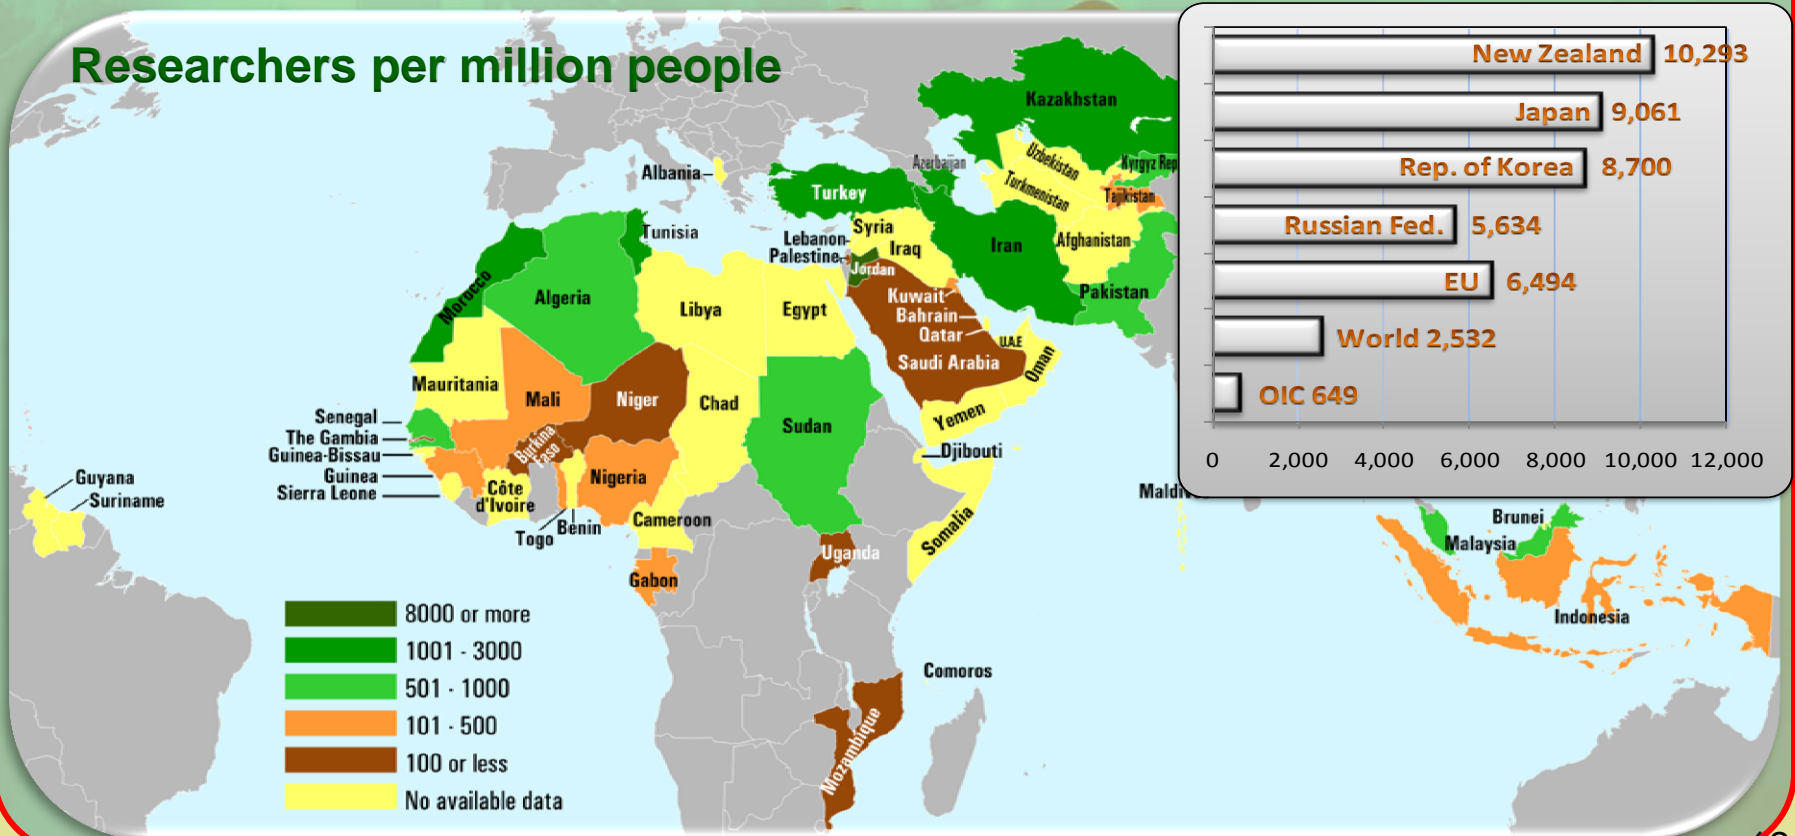 Researchers per million people
New Zealand 10,293
Japan 9,061
Rep. of Korea 8,700
Russian Fed. 5,634
EU 6,494
World 2,532
OIC 649
0 2,000 4,000 6,000 8,000 10,000 12,000
Kazakhstan
Azerbaijan
Uzbekistan
Kyrgyz Rep
Albania
Turkey
Turkmenistan
Tajikistan
Tunisia
Syria
Lebanon
Iraq
Iran
Afghanistan
Palestine
Jordan
Morocco
Algeria
Libya
Egypt
Kuwait
Pakistan
Bahrain
Qatar
U.A.E
Saudi Arabia
Oman
Mauritania
Mali
Niger
Chad
Sudan
Yemen
Senegal
The Gambia
Burkina
Faso
Guinea-Bissau
Djibouti
Guinea
Nigeria
Sierra Leone
Côte
d'Ivoire
Guyana
Suriname
Maldiv
Togo
Benin
Cameroon
Somalia
Brunei
Malaysia
Uganda
Gabon
Indonesia
Comoros
Mozambique
8000 or more
1001 - 3000
501 - 1000
101 - 500
100 or less
No available data